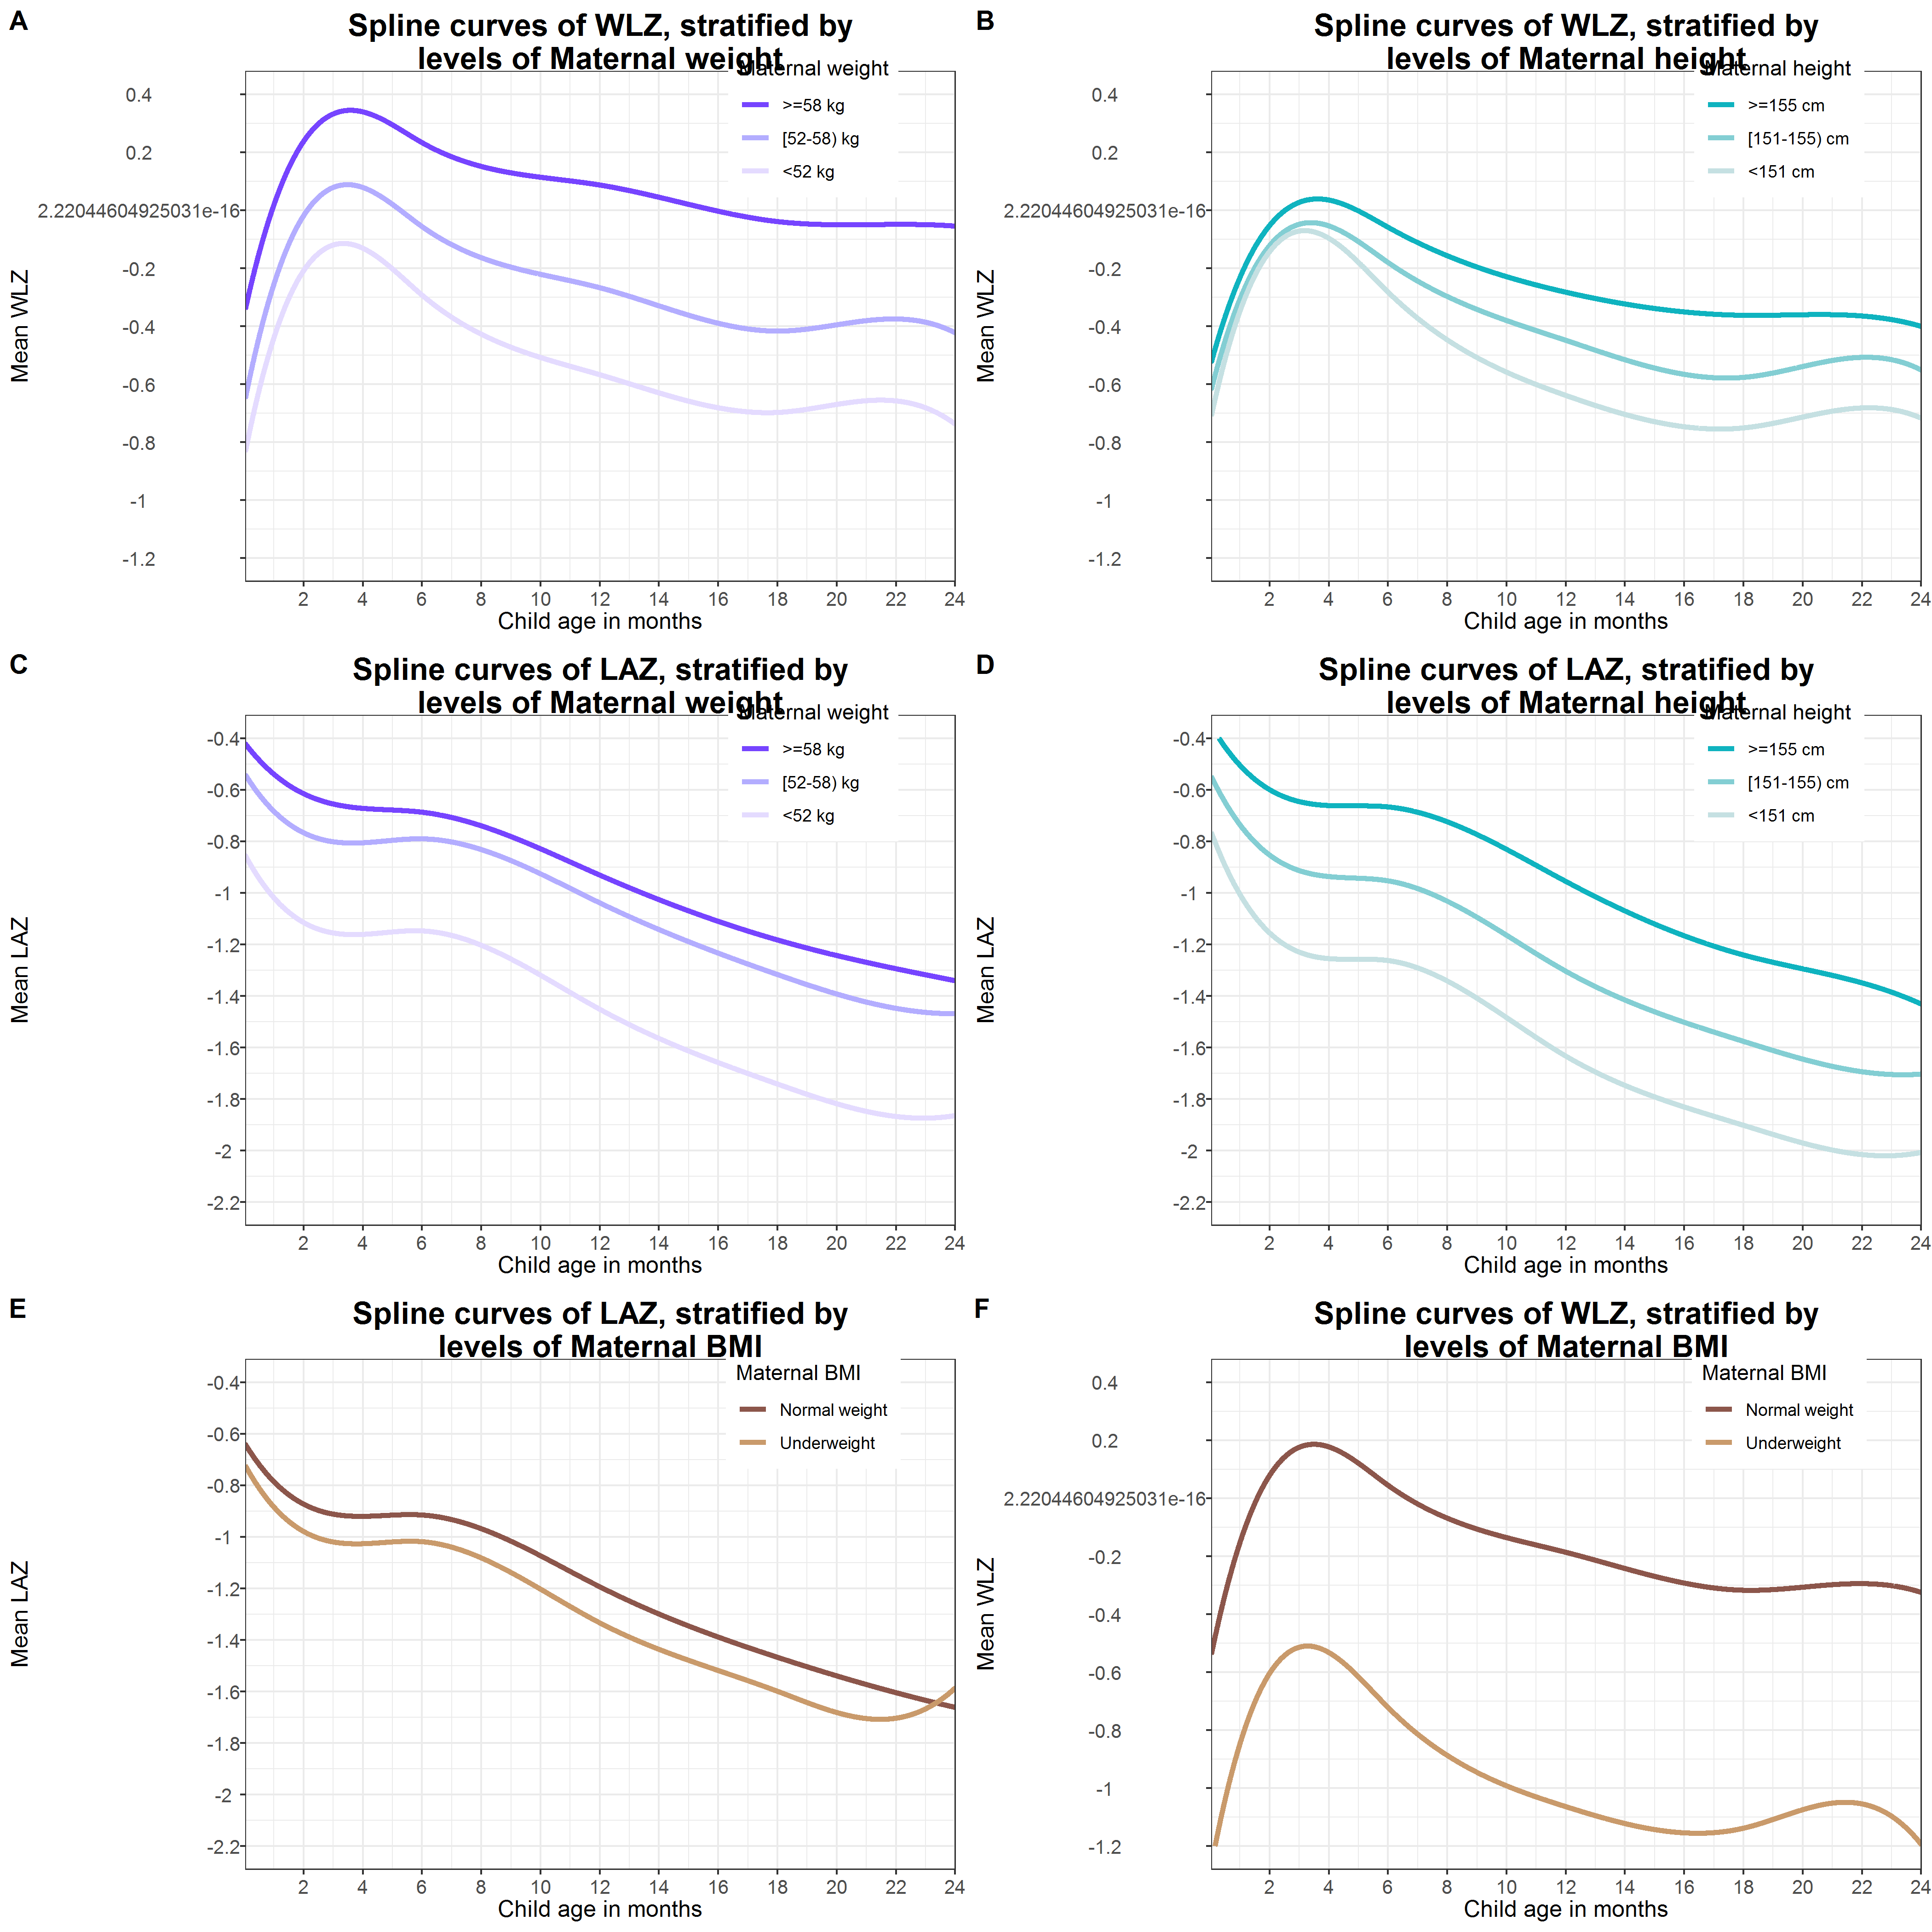 A
Spline curves of WLZ, stratified by
levels of Maternal weight
Maternal weight
>=58 kg
[52-58) kg
<52 kg
0.4
0.2
2.22044604925031e-16
-0.2
-0.4
-0.6
-0.8
-1
-1.2
Mean WLZ
2 4 6 8 10 12 14 16 18 20 22 24
Child age in months
B
Spline curves of WLZ, stratified by
levels of Maternal height
Maternal height
>=155 cm
[151-155) cm
<151 cm
0.4
0.2
2.22044604925031e-16
-0.2
-0.4
-0.6
-0.8
-1
-1.2
Mean WLZ
2 4 6 8 10 12 14 16 18 20 22 24
Child age in months
C
Spline curves of LAZ, stratified by
levels of Maternal weight
Maternal weight
>=58 kg
[52-58) kg
<52 kg
-0.4
-0.6
-0.8
-1
-1.2
-1.4
-1.6
-1.8
-2
-2.2
Mean LAZ
2 4 6 8 10 12 14 16 18 20 22 24
Child age in months
D
Spline curves of LAZ, stratified by
levels of Maternal height
Maternal height
>=155 cm
[151-155) cm
<151 cm
-0.4
-0.6
-0.8
-1
-1.2
-1.4
-1.6
-1.8
-2
-2.2
Mean LAZ
2 4 6 8 10 12 14 16 18 20 22 24
Child age in months
E
Spline curves of LAZ, stratified by
levels of Maternal BMI
Maternal BMI
Normal weight
Underweight
-0.4
-0.6
-0.8
-1
-1.2
-1.4
-1.6
-1.8
-2
-2.2
Mean LAZ
2 4 6 8 10 12 14 16 18 20 22 24
Child age in months
F
Spline curves of WLZ, stratified by
levels of Maternal BMI
Maternal BMI
Normal weight
Underweight
0.4
0.2
2.22044604925031e-16
-0.2
-0.4
-0.6
-0.8
-1
-1.2
Mean WLZ
2 4 6 8 10 12 14 16 18 20 22 24
Child age in months